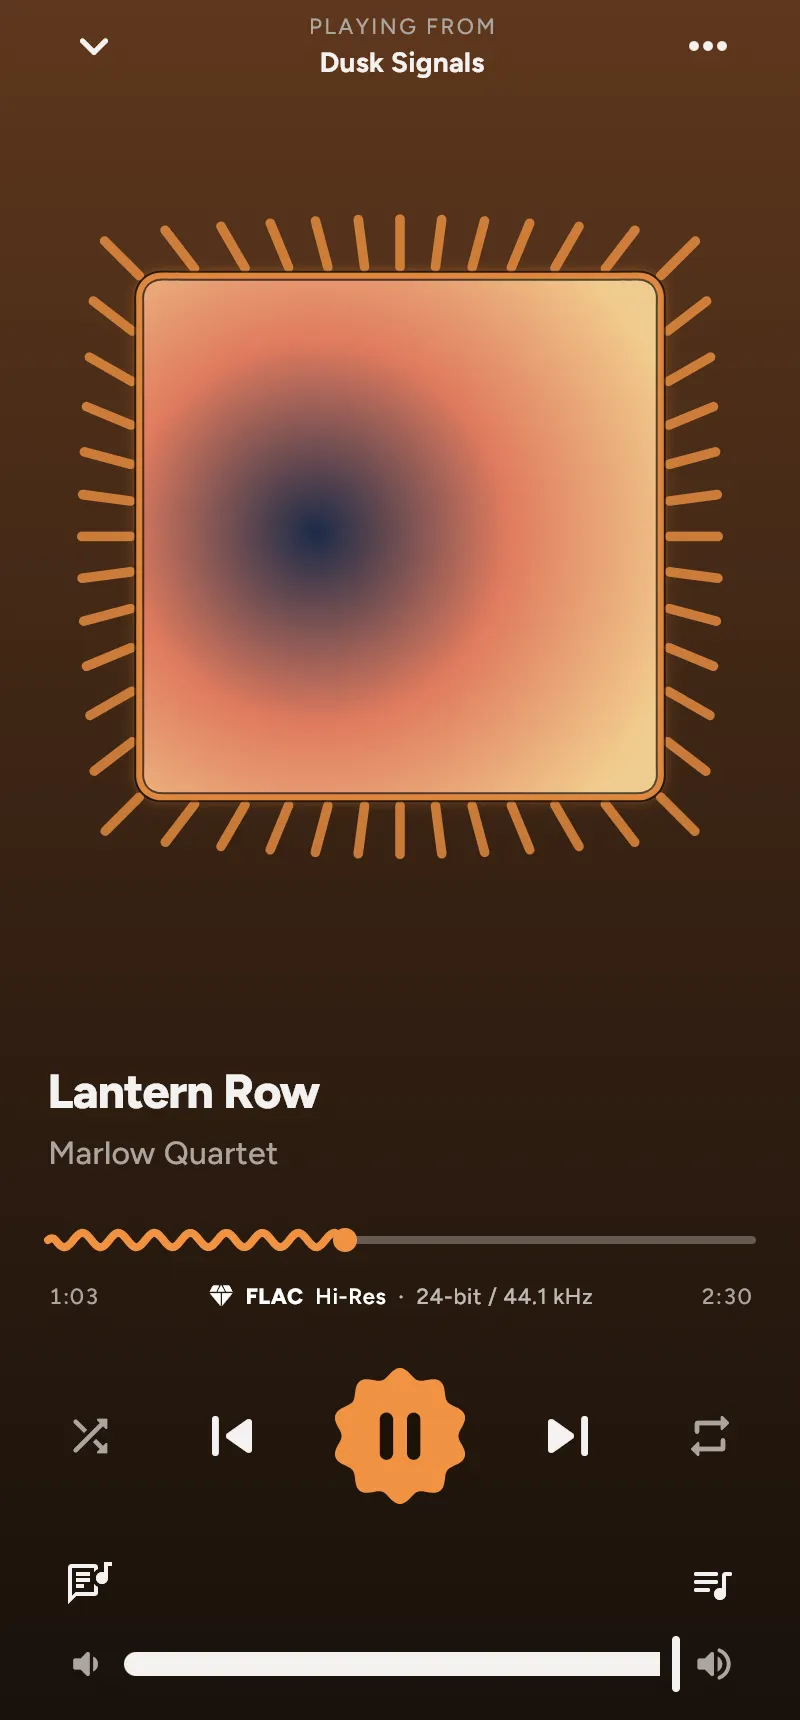 PLAYING FROM
Dusk Signals
Lantern Row
Marlow Quartet
1:03 FLAC Hi-Res · 24-bit / 44.1 kHz 2:30